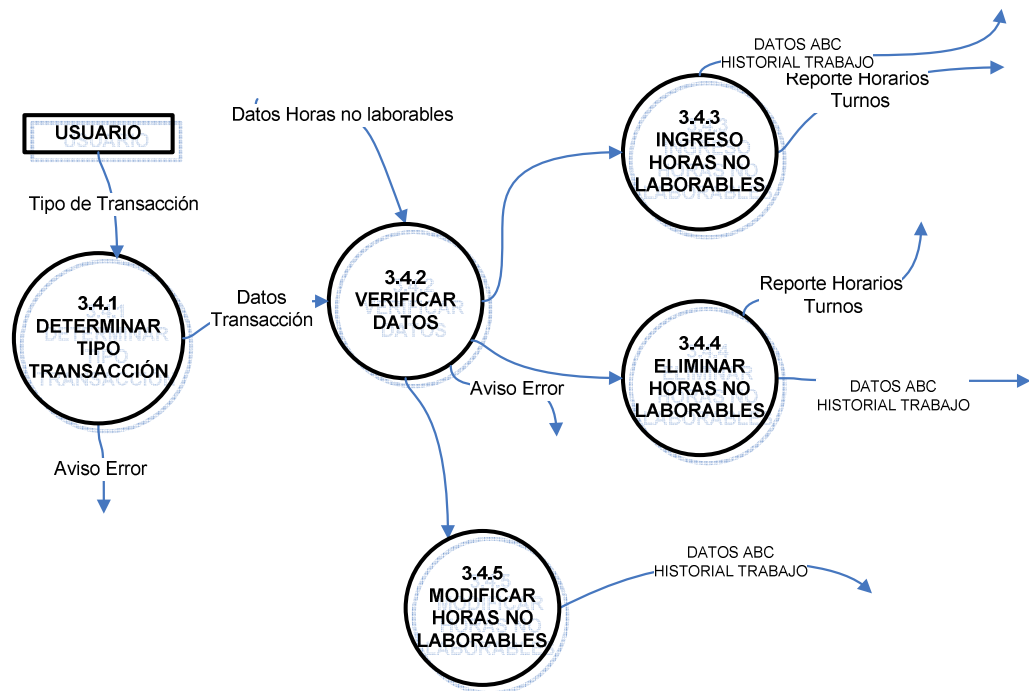 DATOS ABC
HISTORIAL TRABAJO
Reporte Horarios
Turnos
USUARIO
Datos Horas no laborables
3.4.3
INGRESO
HORAS NO
LABORABLES
Tipo de Transacción
3.4.1
DETERMINAR
TIPO
TRANSACCIÓN
Datos
Transacción
3.4.2
VERIFICAR
DATOS
Reporte Horarios
Turnos
3.4.4
ELIMINAR
HORAS NO
LABORABLES
Aviso Error
DATOS ABC
HISTORIAL TRABAJO
Aviso Error
3.4.5
MODIFICAR
HORAS NO
LABORABLES
DATOS ABC
HISTORIAL TRABAJO